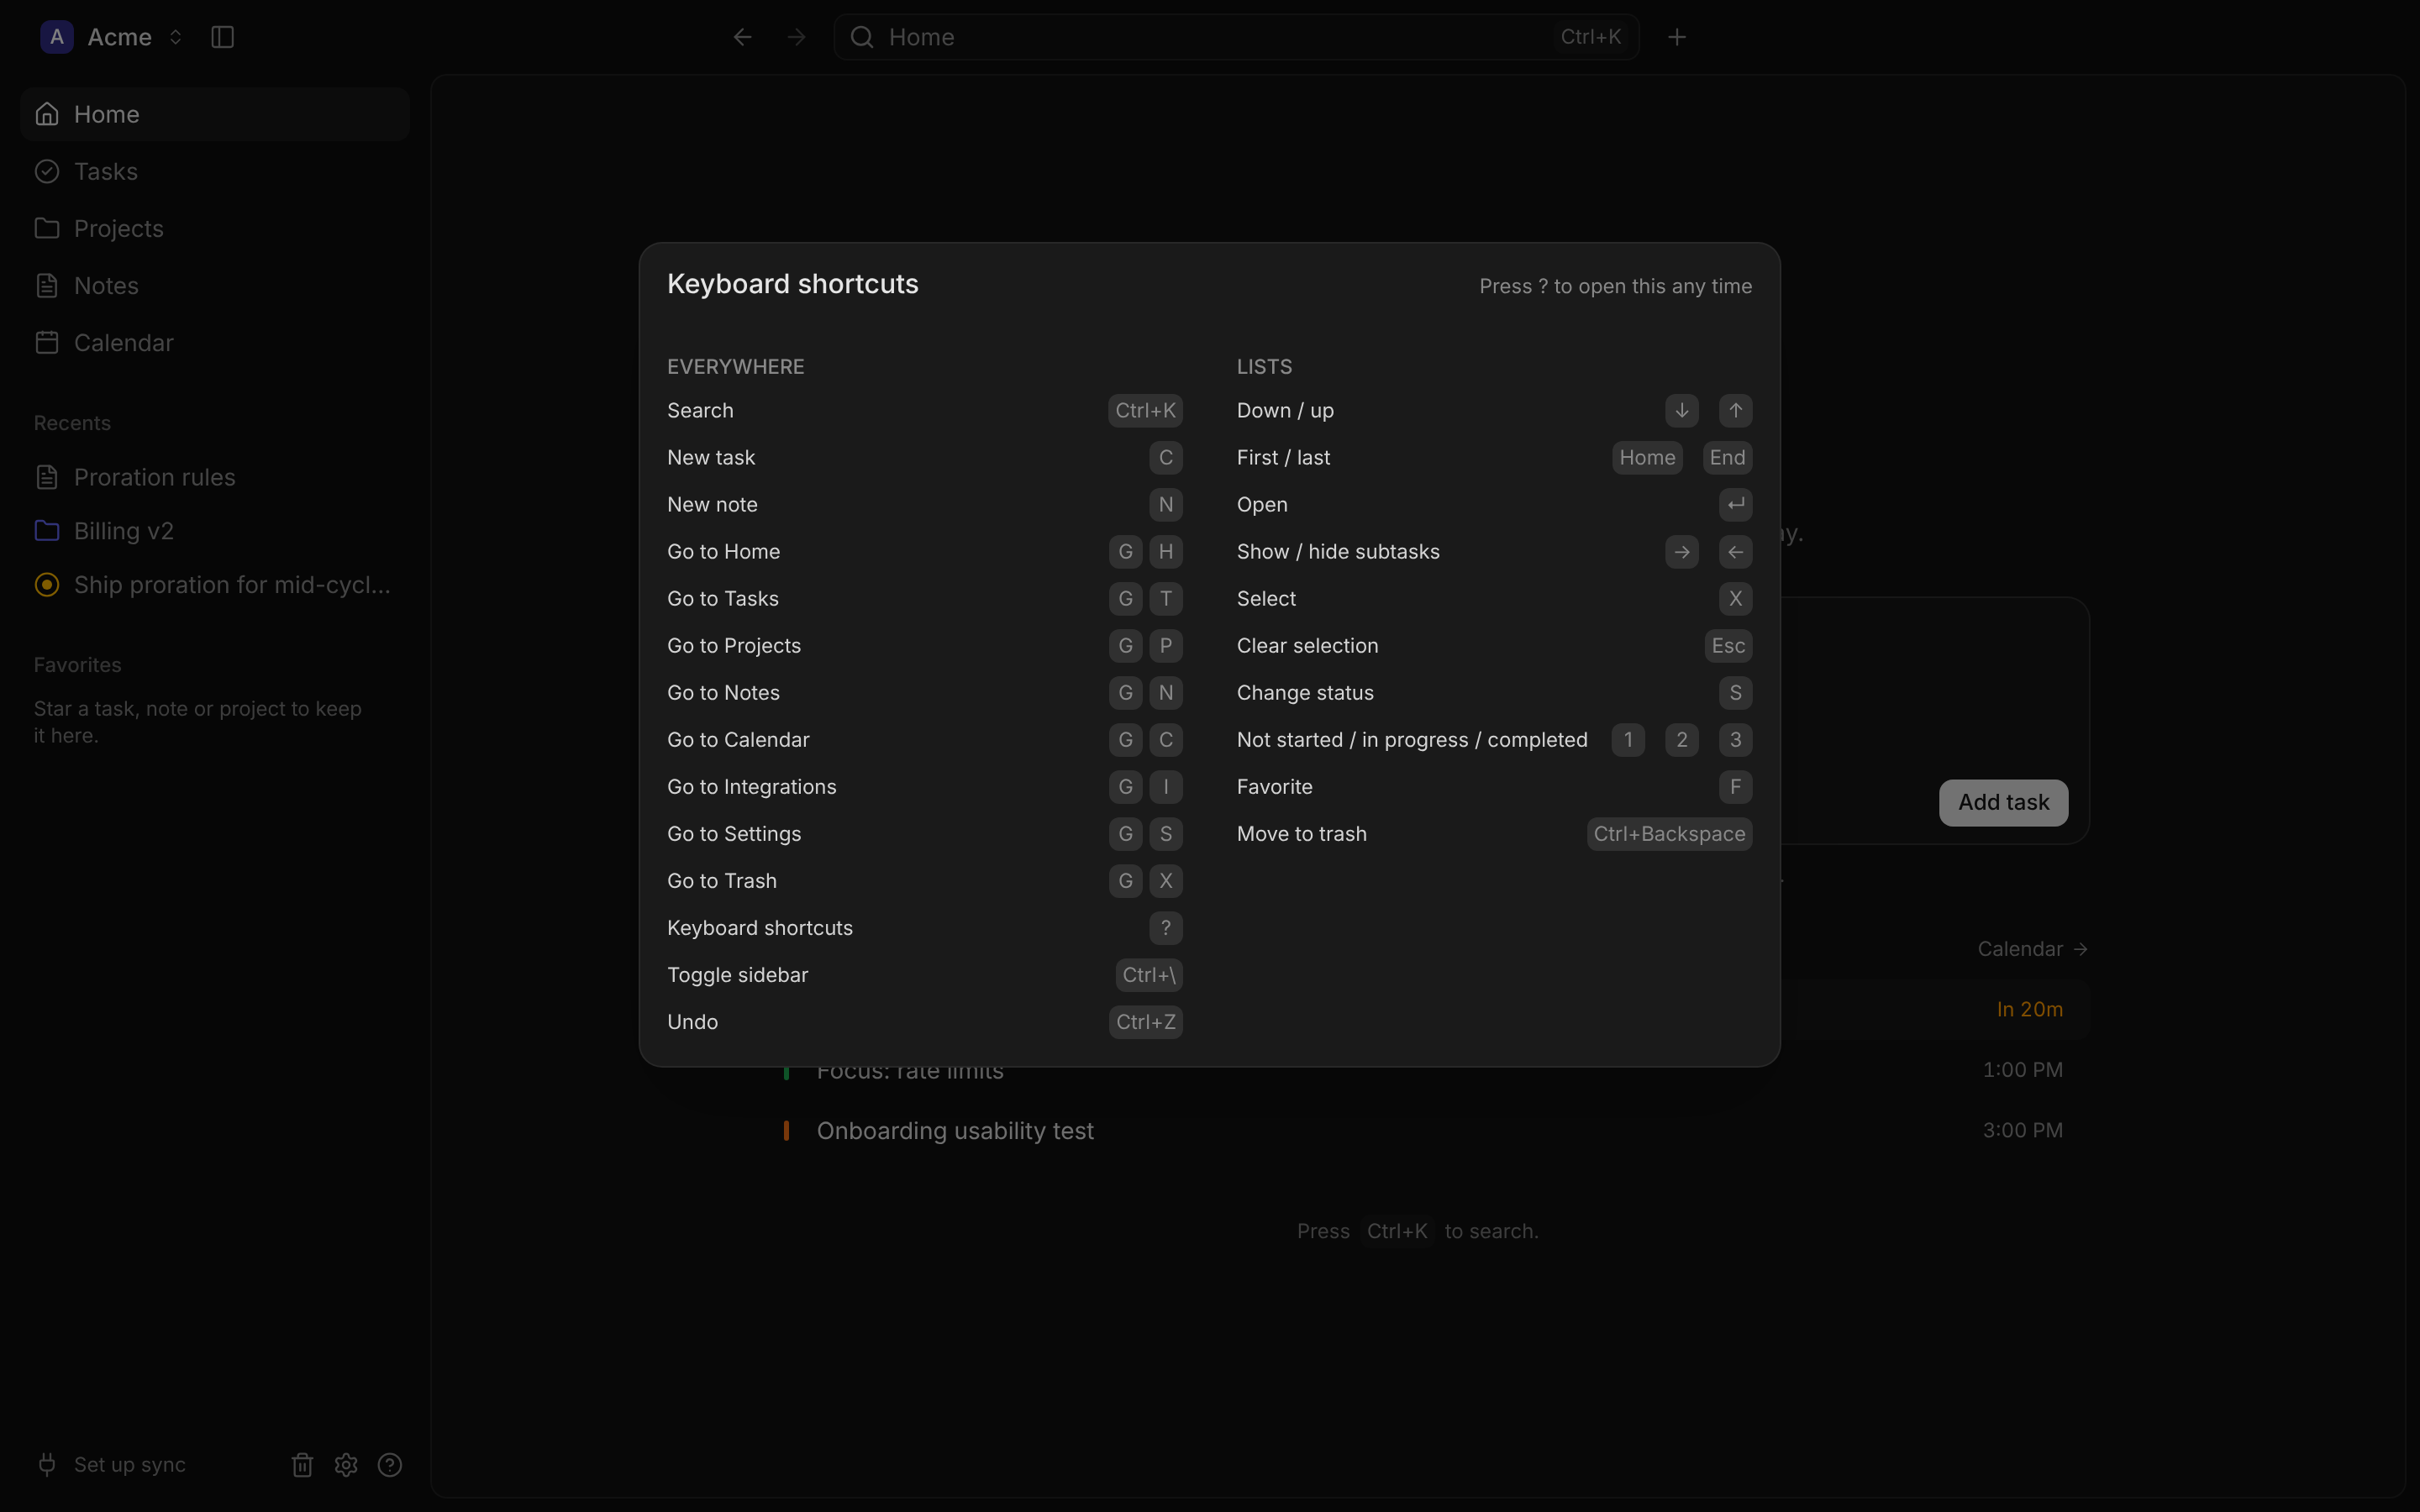 A Acme
Home Ctrl+K
Home
Tasks
Projects
Notes
Calendar
Recents
Proration rules
Billing v2
Ship proration for mid-cycl...
Favorites
Star a task, note or project to keep
it here.
Set up sync
Keyboard shortcuts
Press ? to open this any time
EVERYWHERE
Search Ctrl+K
New task C
New note N
Go to Home G H
Go to Tasks G T
Go to Projects G P
Go to Notes G N
Go to Calendar G C
Go to Integrations G I
Go to Settings G S
Go to Trash G X
Keyboard shortcuts ?
Toggle sidebar Ctrl+\
Undo Ctrl+Z
LISTS
Down / up ↓ ↑
First / last Home End
Open ↵
Show / hide subtasks → ←
Select X
Clear selection Esc
Change status S
Not started / in progress / completed 1 2 3
Favorite F
Move to trash Ctrl+Backspace
Add task
Calendar →
In 20m
Focus: rate limits 1:00 PM
Onboarding usability test 3:00 PM
Press Ctrl+K to search.